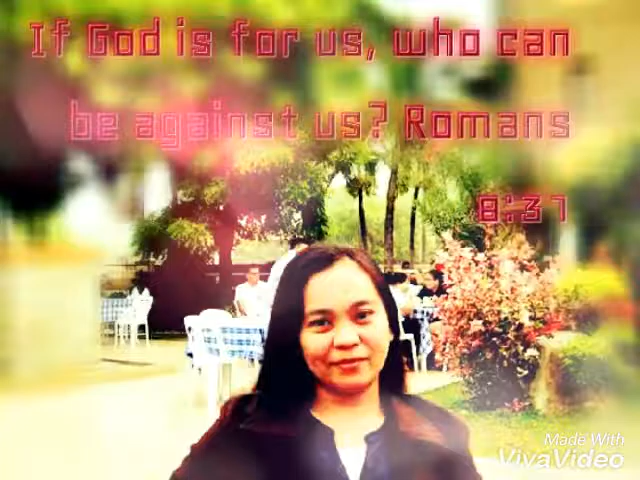 If God is for us, who can
be against us? Romans
8:31
Made With
VivaVideo